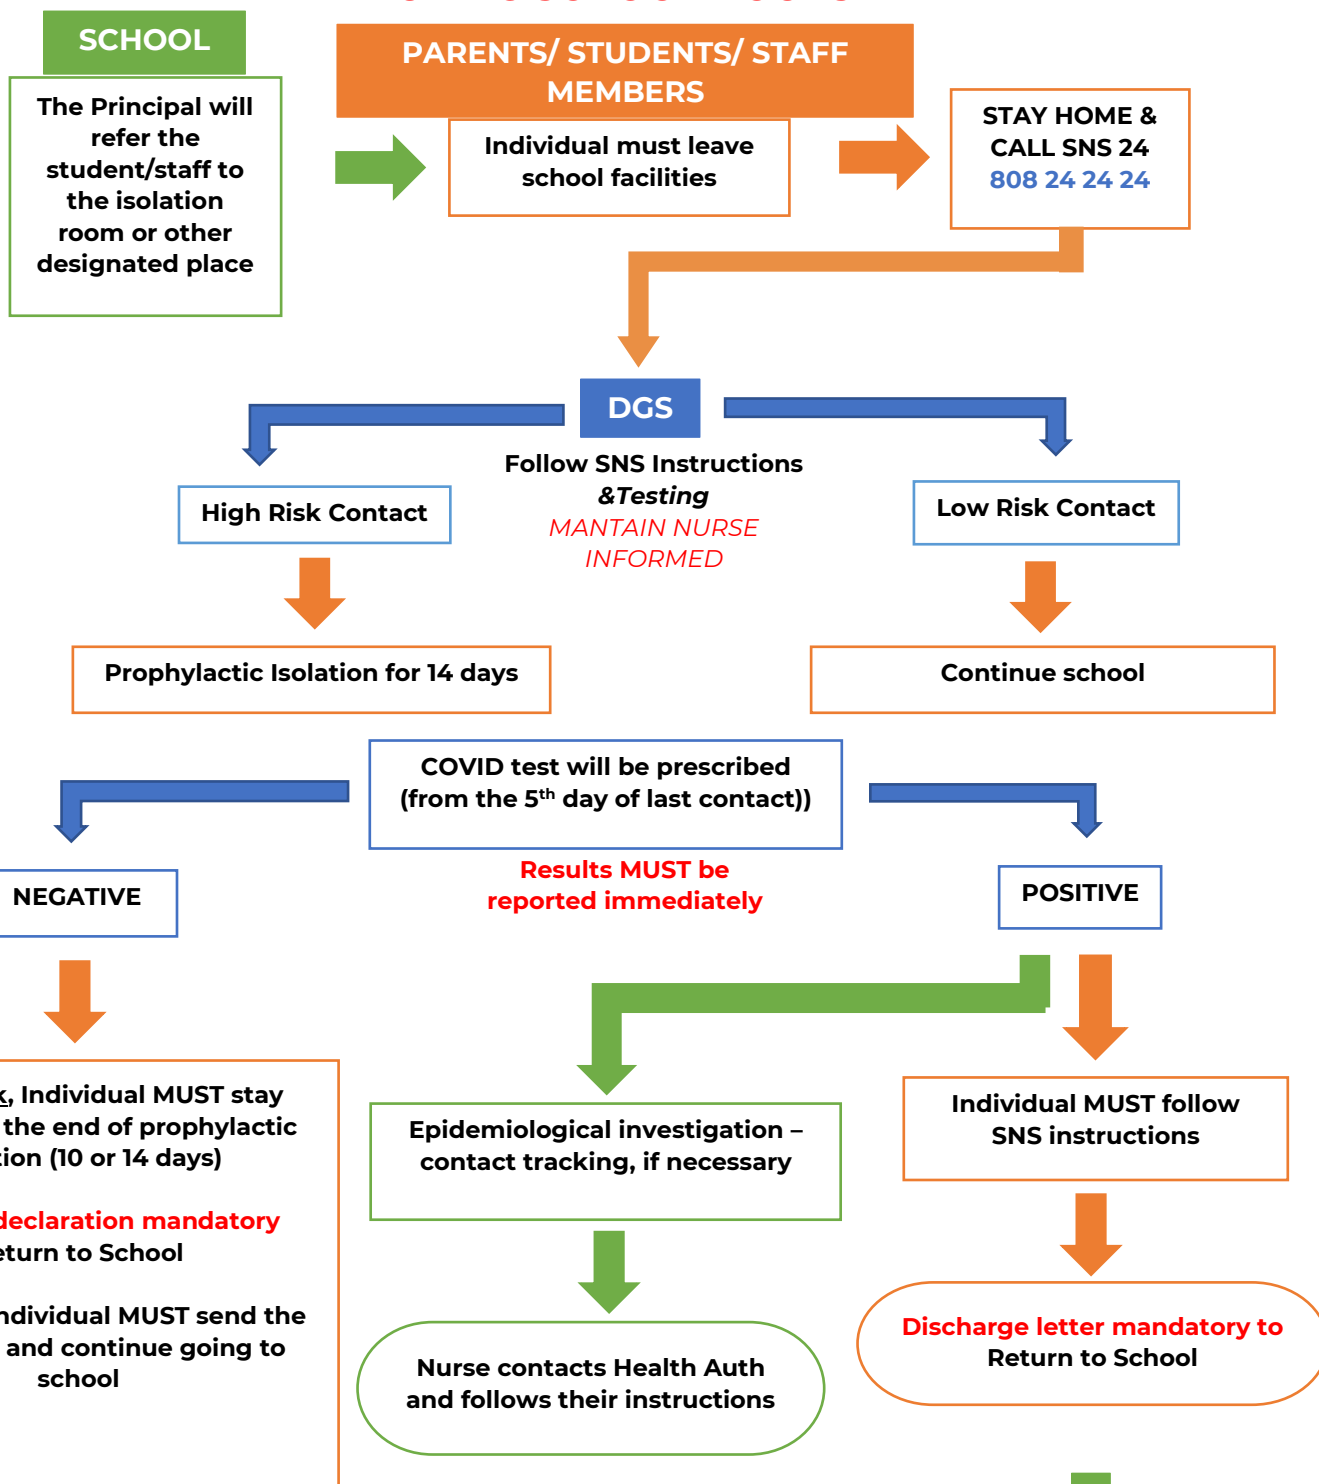 SCHOOL
The Principal will
refer the
student/staff to
the isolation
room or other
designated place
PARENTS/ STUDENTS/ STAFF
MEMBERS
Individual must leave
school facilities
STAY HOME &
CALL SNS 24
808 24 24 24
DGS
Follow SNS Instructions
&Testing
MANTAIN NURSE
INFORMED
High Risk Contact
Low Risk Contact
Prophylactic Isolation for 14 days
Continue school
COVID test will be prescribed
(from the 5th day of last contact))
Results MUST be
reported immediately
NEGATIVE
POSITIVE
, Individual MUST stay
the end of prophylactic
(10 or 14 days)
declaration mandatory
to School
MUST send the
and continue going to
school
Epidemiological investigation –
contact tracking, if necessary
Nurse contacts Health Auth
and follows their instructions
Individual MUST follow
SNS instructions
Discharge letter mandatory to
Return to School